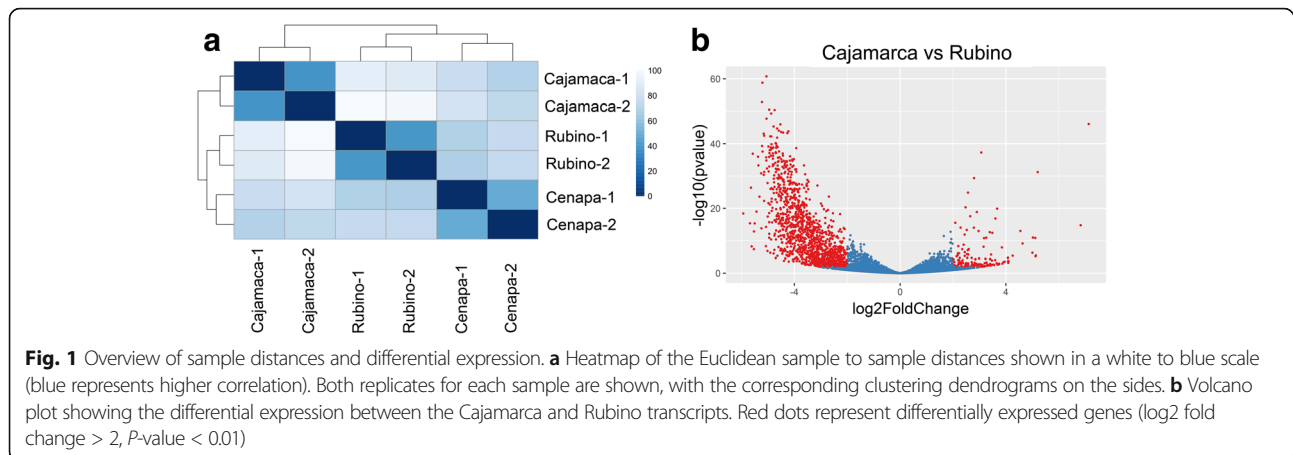 a
Cajamaca-1
Cajamaca-2
Rubino-1
Rubino-2
Cenapa-1
Cenapa-2
100
80
60
40
20
0
Cajamaca-1
Cajamaca-2
Rubino-1
Rubino-2
Cenapa-1
Cenapa-2
b
Cajamarca vs Rubino
-log10(pvalue)
60
40
20
0
-4
0
4
log2FoldChange
Fig. 1 Overview of sample distances and differential expression. a Heatmap of the Euclidean sample to sample distances shown in a white to blue scale
(blue represents higher correlation). Both replicates for each sample are shown, with the corresponding clustering dendrograms on the sides. b Volcano
plot showing the differential expression between the Cajamarca and Rubino transcripts. Red dots represent differentially expressed genes (log2 fold
change > 2, P-value < 0.01)